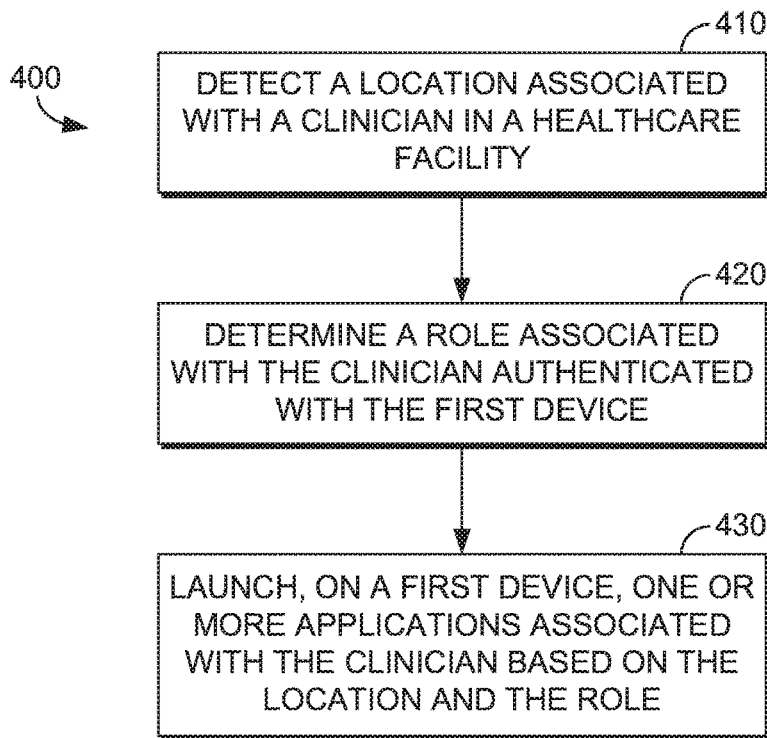 410
400
DETECT A LOCATION ASSOCIATED
WITH A CLINICIAN IN A HEALTHCARE
FACILITY
420
DETERMINE A ROLE ASSOCIATED
WITH THE CLINICIAN AUTHENTICATED
WITH THE FIRST DEVICE
430
LAUNCH, ON A FIRST DEVICE, ONE OR
MORE APPLICATIONS ASSOCIATED
WITH THE CLINICIAN BASED ON THE
LOCATION AND THE ROLE